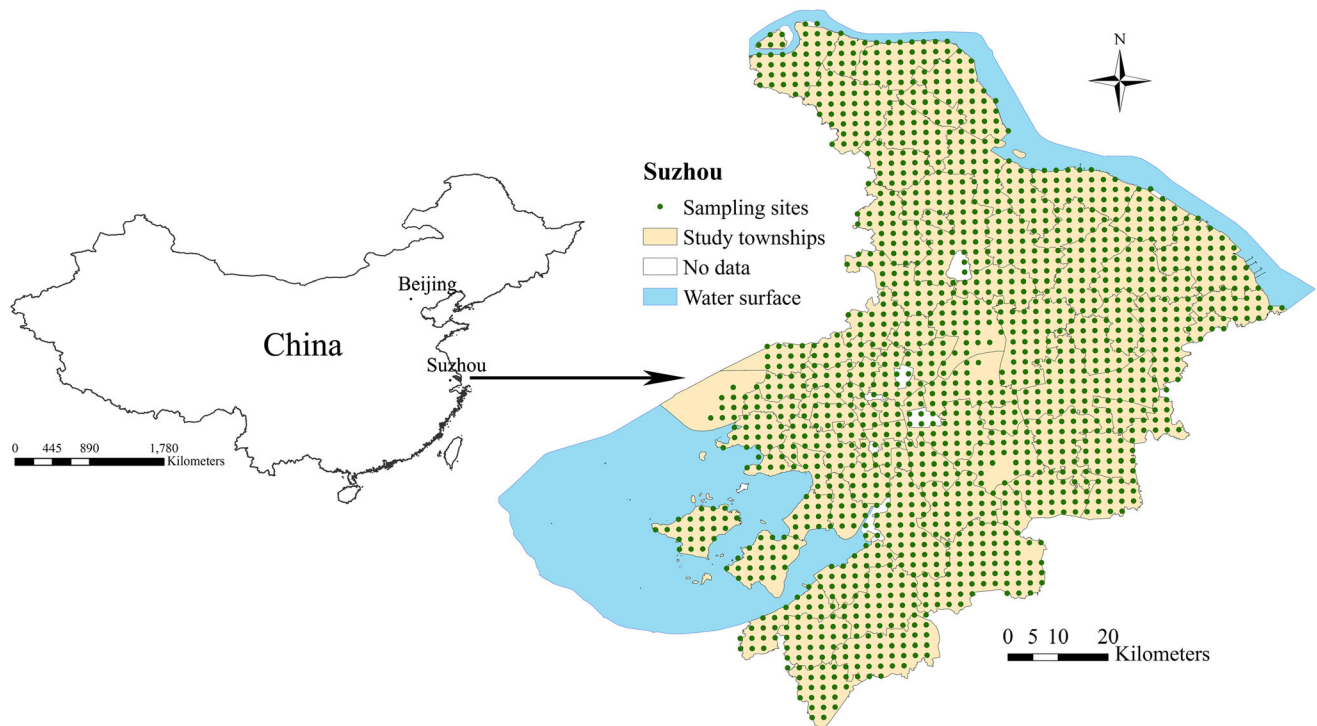 N
Suzhou
Sampling sites
Study townships
No data
Water surface
Beijing
China
Suzhou
0 445 890 1,780
Kilometers
0 5 10 20
Kilometers